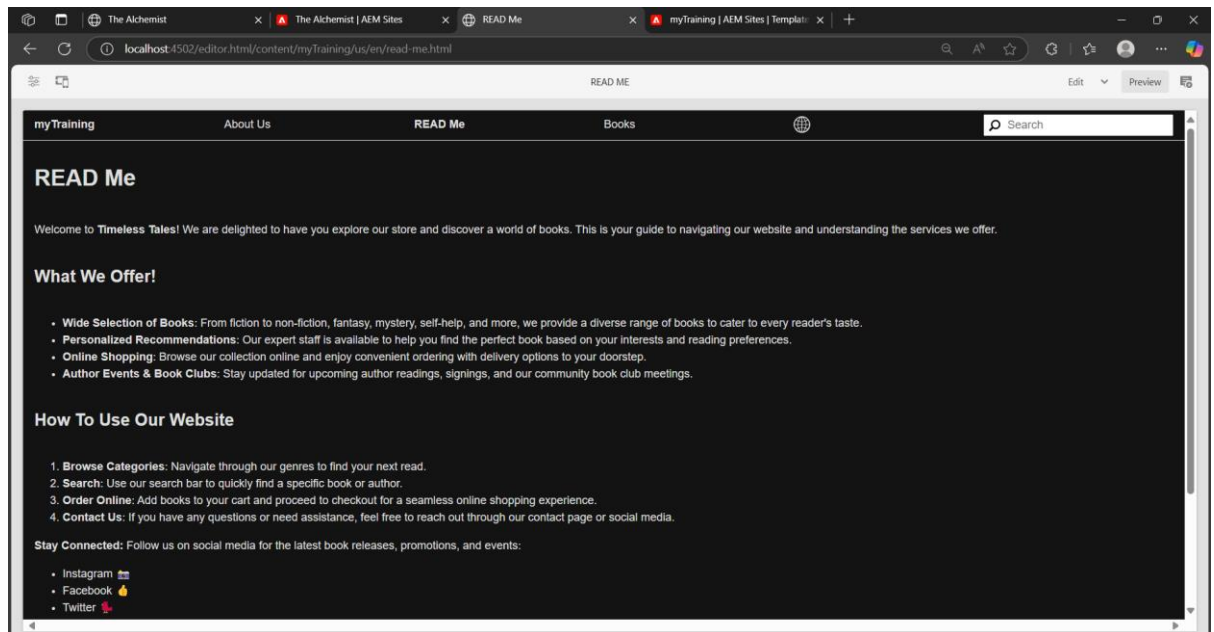 The Alchemist
The Alchemist | AEM Sites
READ Me
myTraining | AEM Sites | Template
localhost:4502/editor.html/content/myTraining/us/en/read-me.html
READ ME
Edit
Preview
myTraining
About Us
READ Me
Books
Search
READ Me
Welcome to Timeless Tales! We are delighted to have you explore our store and discover a world of books. This is your guide to navigating our website and understanding the services we offer.
What We Offer!
• Wide Selection of Books: From fiction to non-fiction, fantasy, mystery, self-help, and more, we provide a diverse range of books to cater to every reader's taste.
• Personalized Recommendations: Our expert staff is available to help you find the perfect book based on your interests and reading preferences.
• Online Shopping: Browse our collection online and enjoy convenient ordering with delivery options to your doorstep.
• Author Events & Book Clubs: Stay updated for upcoming author readings, signings, and our community book club meetings.
How To Use Our Website
1. Browse Categories: Navigate through our genres to find your next read.
2. Search: Use our search bar to quickly find a specific book or author.
3. Order Online: Add books to your cart and proceed to checkout for a seamless online shopping experience.
4. Contact Us: If you have any questions or need assistance, feel free to reach out through our contact page or social media.
Stay Connected: Follow us on social media for the latest book releases, promotions, and events:
• Instagram 📸
• Facebook 👍
• Twitter